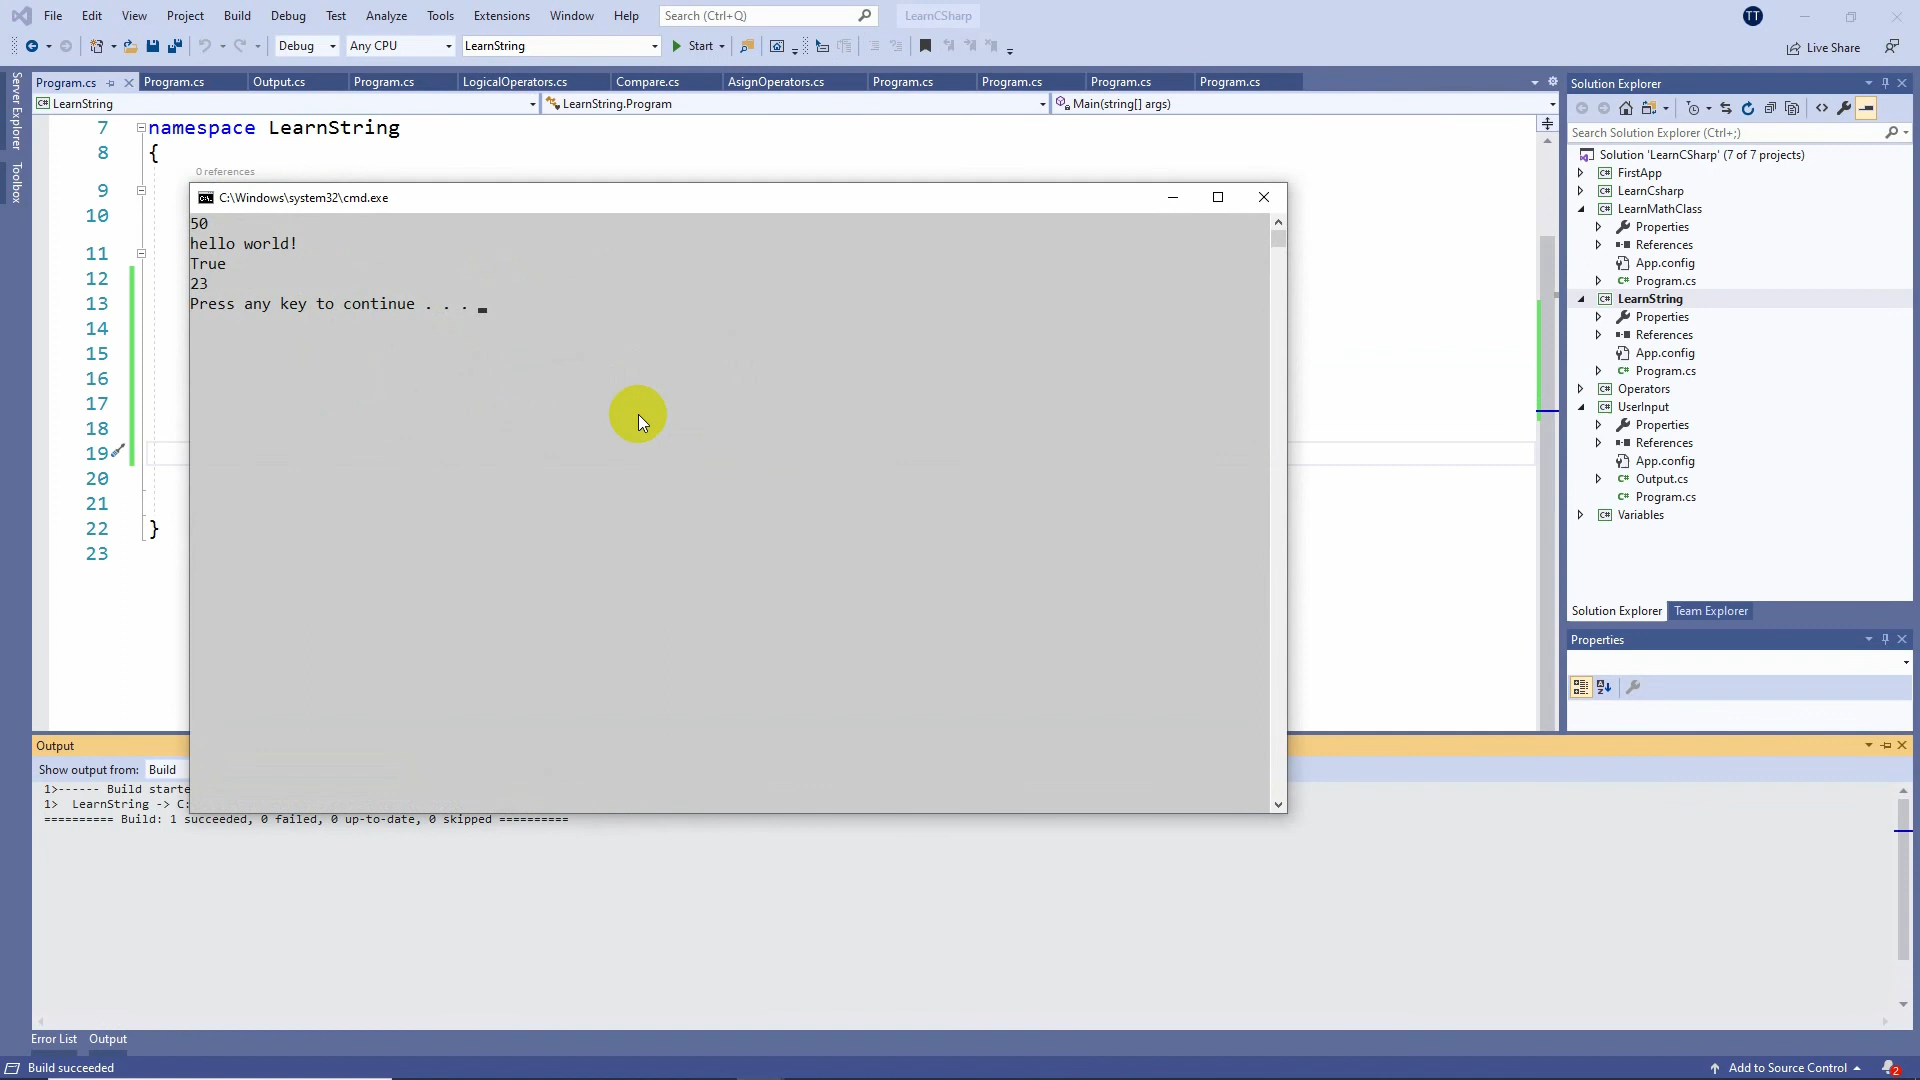 File Edit View Project Build Debug Test Analyze Tools Extensions Window Help Search (Ctrl+Q) LearnCSharp TT
Debug Any CPU LearnString Start Live Share
Server Explorer
Toolbox
Program.cs Program.cs Output.cs Program.cs LogicalOperators.cs Compare.cs AsignOperators.cs Program.cs Program.cs Program.cs Program.cs
LearnString LearnString.Program Main(string[] args)
7 namespace LearnString
8 {
0 references
9
10
11
12
13
14
15
16
17
18
19
20
21
22 }
23
C:\Windows\system32\cmd.exe
50
hello world!
True
23
Press any key to continue . . .
Solution Explorer
Search Solution Explorer (Ctrl+;)
Solution 'LearnCSharp' (7 of 7 projects)
FirstApp
LearnCsharp
LearnMathClass
Properties
References
App.config
Program.cs
LearnString
Properties
References
App.config
Program.cs
Operators
UserInput
Properties
References
App.config
Output.cs
Program.cs
Variables
Solution Explorer Team Explorer
Properties
Output
Show output from: Build
1>------ Build starte
1> LearnString -> C:
========== Build: 1 succeeded, 0 failed, 0 up-to-date, 0 skipped ==========
Error List Output
Build succeeded Add to Source Control 2